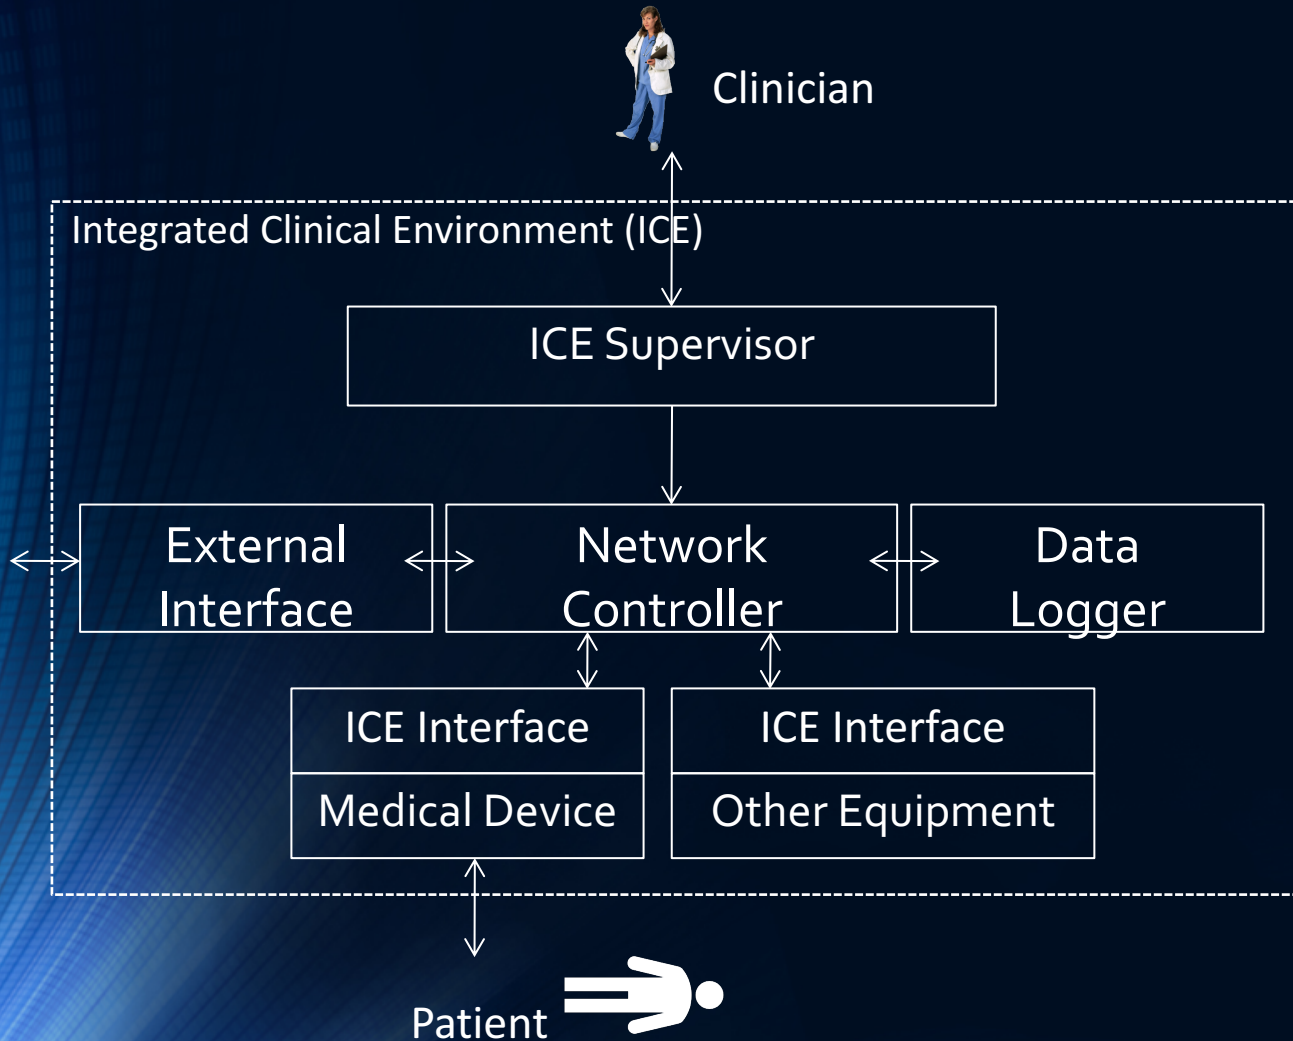 Clinician
Integrated Clinical Environment (ICE)
ICE Supervisor
External
Interface
Network
Controller
Data
Logger
ICE Interface
Medical Device
ICE Interface
Other Equipment
Patient